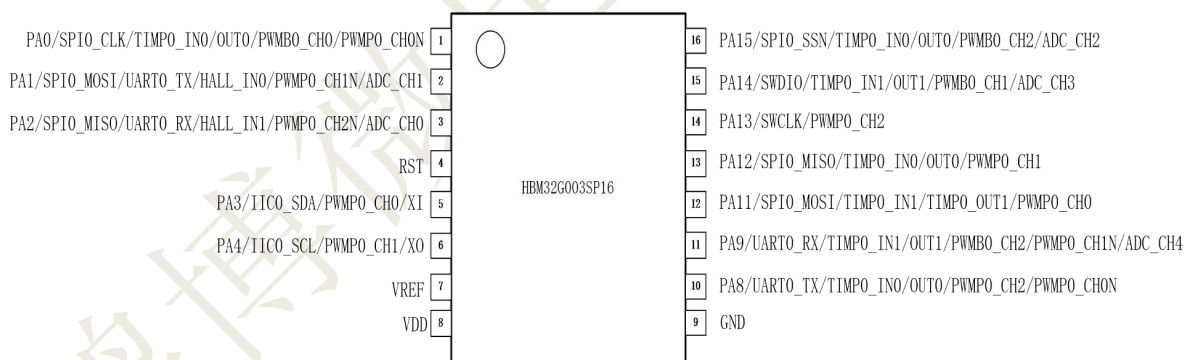 PA0/SPI0_CLK/TIMP0_IN0/OUT0/PWMB0_CH0/PWMP0_CH0N 1
PA1/SPI0_MOSI/UART0_TX/HALL_IN0/PWMP0_CH1N/ADC_CH1 2
PA2/SPI0_MISO/UART0_RX/HALL_IN1/PWMP0_CH2N/ADC_CH0 3
RST 4
PA3/IIC0_SDA/PWMP0_CH0/XI 5
PA4/IIC0_SCL/PWMP0_CH1/XO 6
VREF 7
VDD 8
HBM32G003SP16
16 PA15/SPI0_SSN/TIMP0_IN0/OUT0/PWMB0_CH2/ADC_CH2
15 PA14/SWDIO/TIMP0_IN1/OUT1/PWMB0_CH1/ADC_CH3
14 PA13/SWCLK/PWMP0_CH2
13 PA12/SPI0_MISO/TIMP0_IN0/OUT0/PWMP0_CH1
12 PA11/SPI0_MOSI/TIMP0_IN1/TIMP0_OUT1/PWMP0_CH0
11 PA9/UART0_RX/TIMP0_IN1/OUT1/PWMB0_CH2/PWMP0_CH1N/ADC_CH4
10 PA8/UART0_TX/TIMP0_IN0/OUT0/PWMP0_CH2/PWMP0_CH0N
9 GND
博微